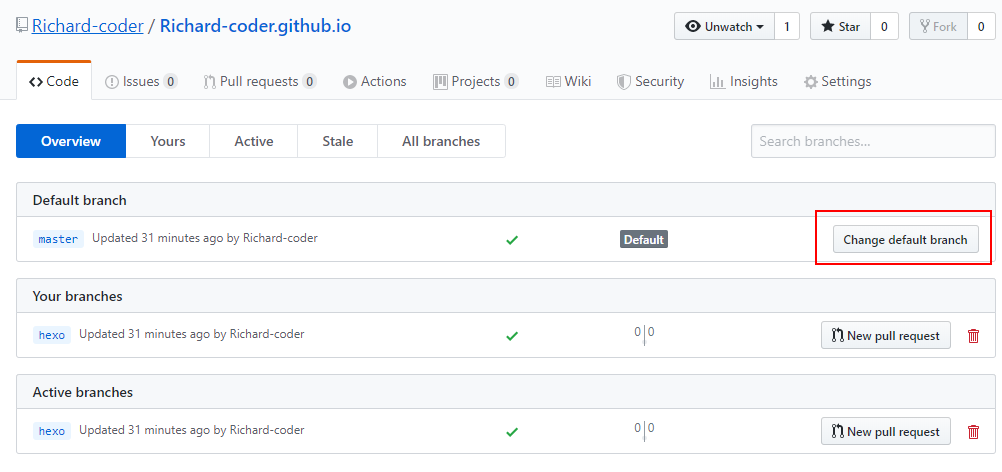 Richard-coder / Richard-coder.github.io Unwatch 1 Star 0 Fork 0
Code Issues 0 Pull requests 0 Actions Projects 0 Wiki Security Insights Settings
Overview Yours Active Stale All branches Search branches...
Default branch
master Updated 31 minutes ago by Richard-coder Default Change default branch
Your branches
hexo Updated 31 minutes ago by Richard-coder 0 0 New pull request
Active branches
hexo Updated 31 minutes ago by Richard-coder 0 0 New pull request